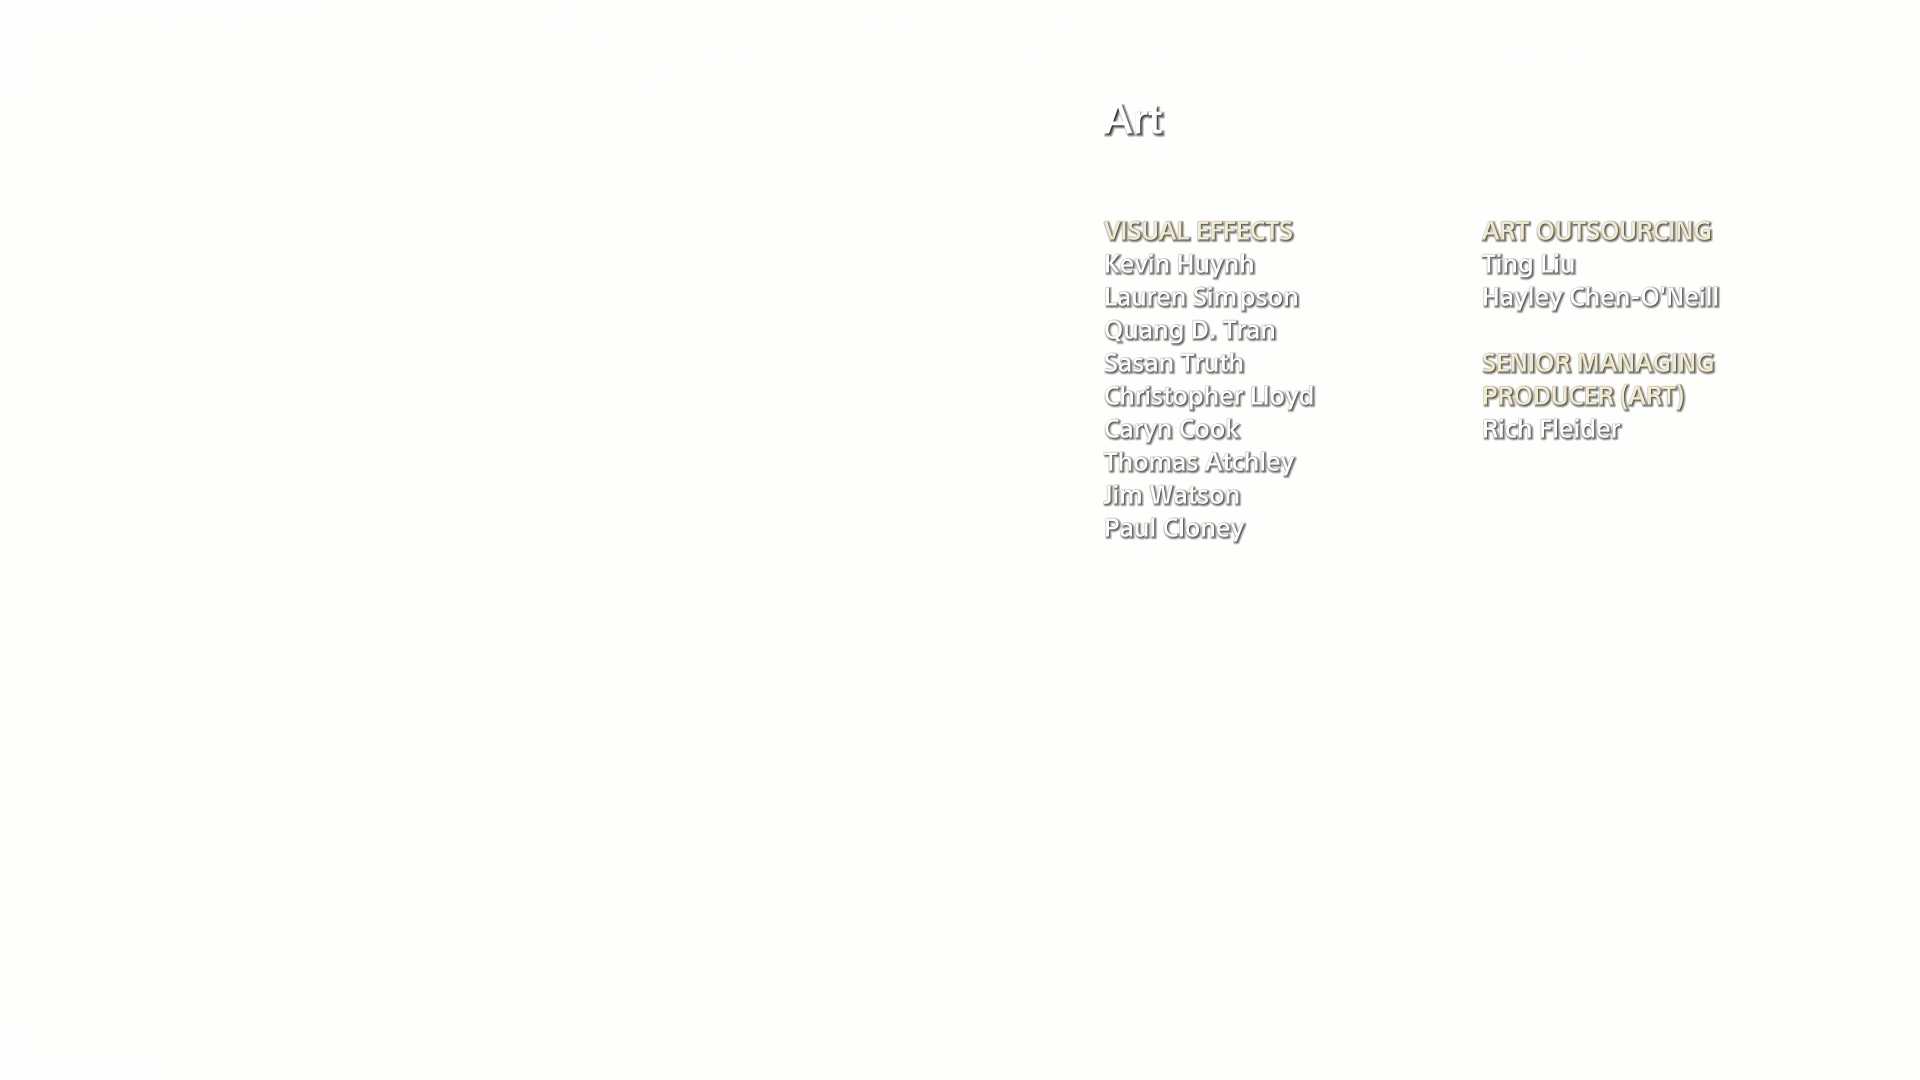 Art
VISUAL EFFECTS
Kevin Huynh
Lauren Simpson
Quang D. Tran
Sasan Truth
Christopher Lloyd
Caryn Cook
Thomas Atchley
Jim Watson
Paul Cloney
ART OUTSOURCING
Ting Liu
Hayley Chen-O'Neill
SENIOR MANAGING
PRODUCER (ART)
Rich Fleider